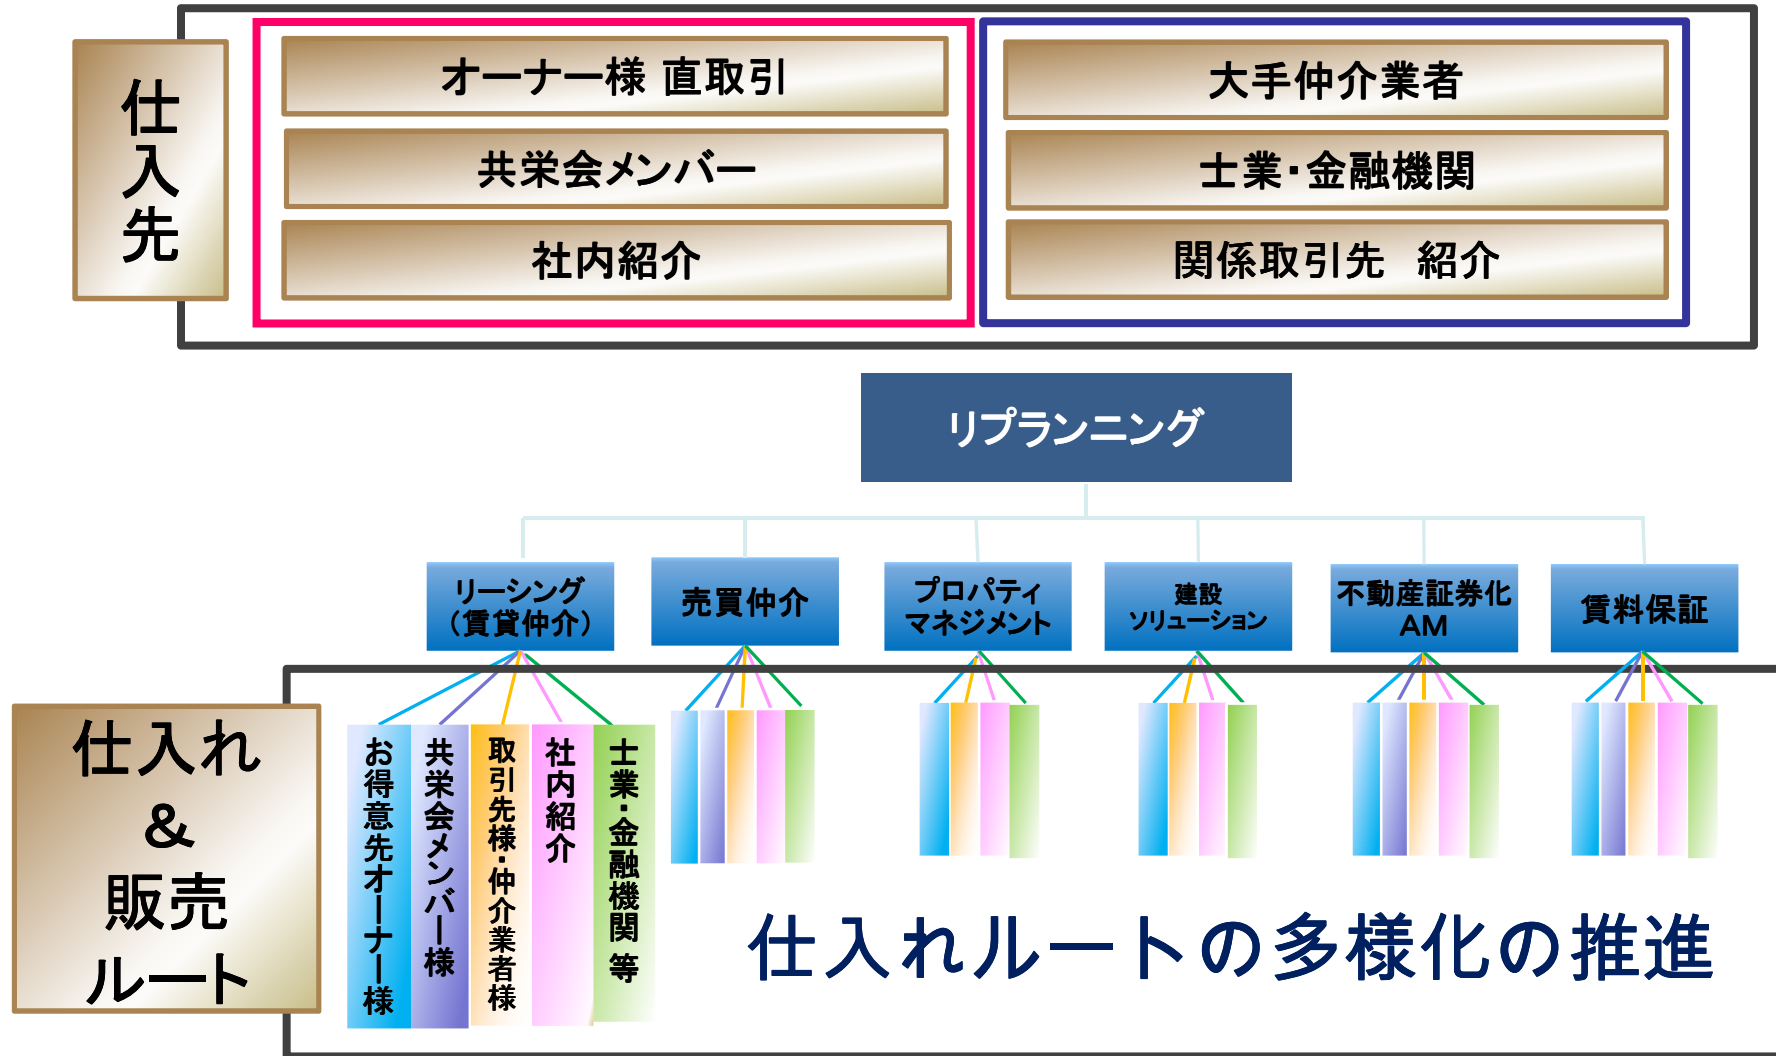 仕入先
オーナー様 直取引
共栄会メンバー
社内紹介
大手仲介業者
士業・金融機関
関係取引先　紹介
リプランニング
リーシング
（賃貸仲介）
売買仲介
プロパティ
マネジメント
建設
ソリューション
不動産証券化
ＡＭ
賃料保証
仕入れ
＆
販売
ルート
お得意先オーナー様
共栄会メンバー様
取引先様・仲介業者様
社内紹介
士業・金融機関 等
仕入れルートの多様化の推進